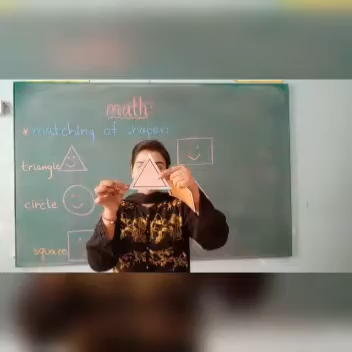 math
* matching of shapes
triangle
circle
square